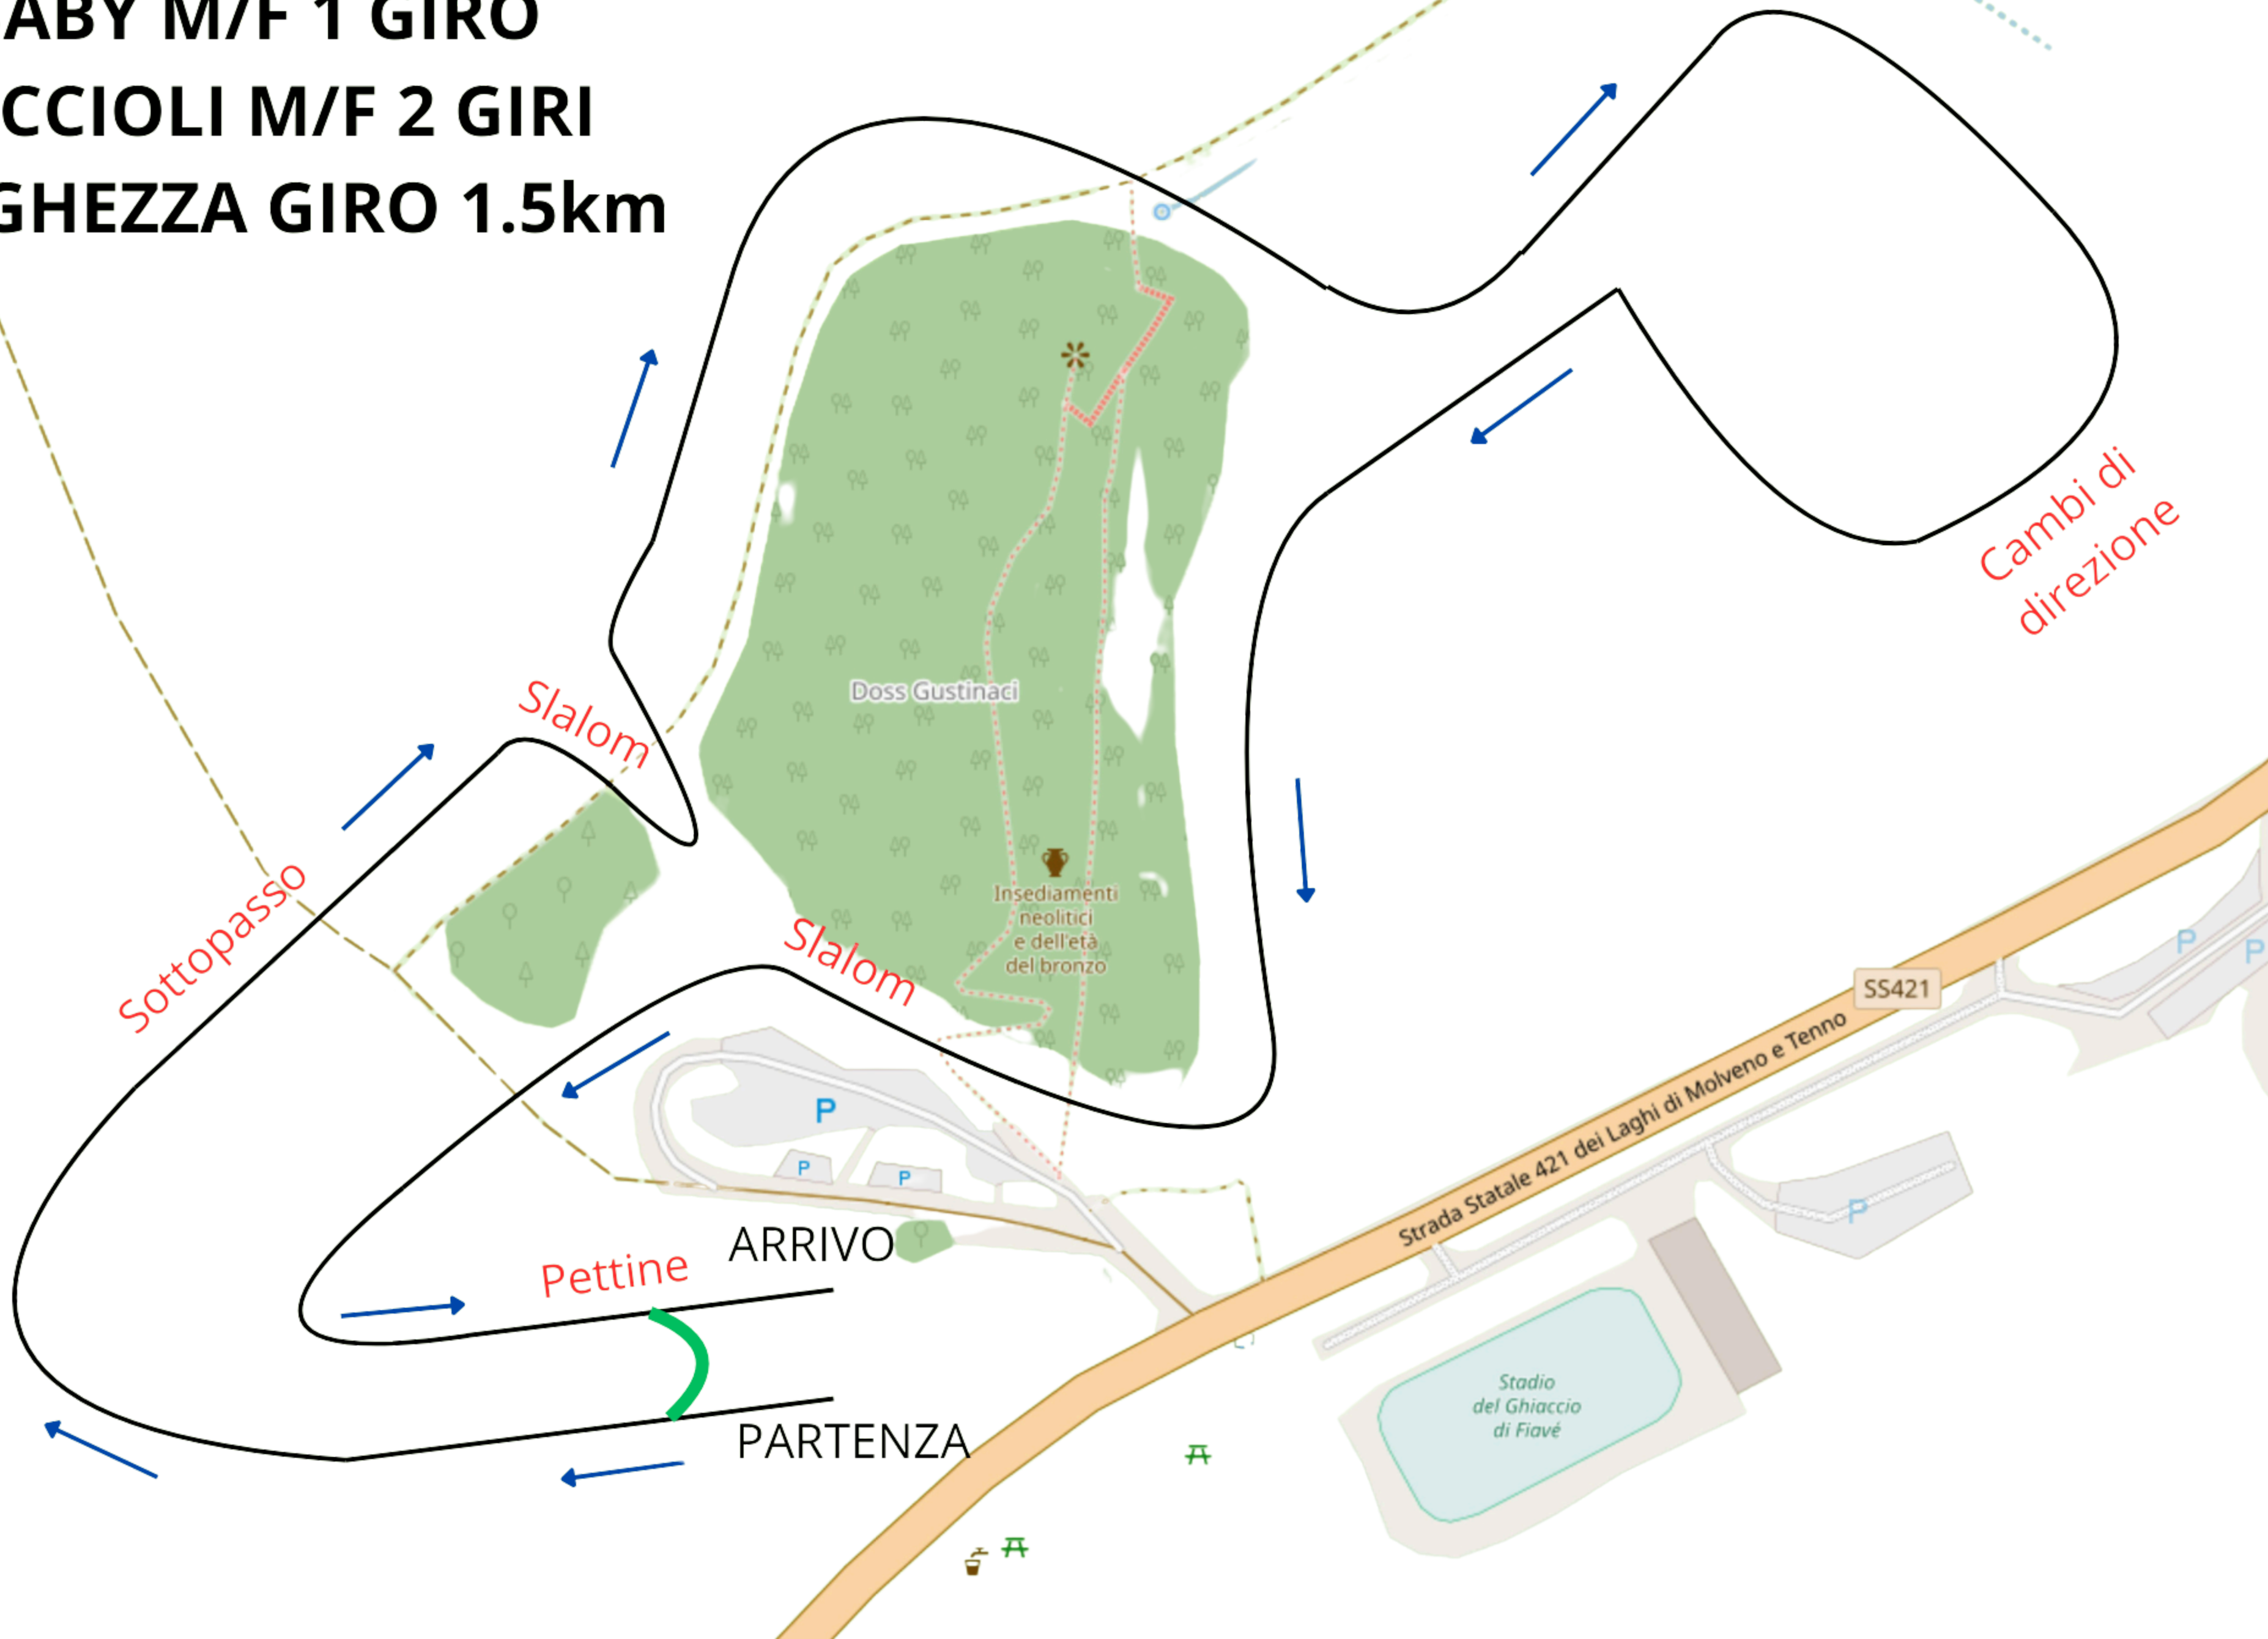 ABY M/F 1 GIRO
CCIOLI M/F 2 GIRI
GHEZZA GIRO 1.5km
Cambi di
direzione
Slalom
Doss Gustinaci
Sottopasso
Insediamenti
neolitici
e dell'età
del bronzo
Slalom
P
P
SS421
Strada Statale 421 dei Laghi di Molveno e Tenno
P
P
P
P
ARRIVO
Pettine
PARTENZA
Stadio
del Ghiaccio
di Fiavé